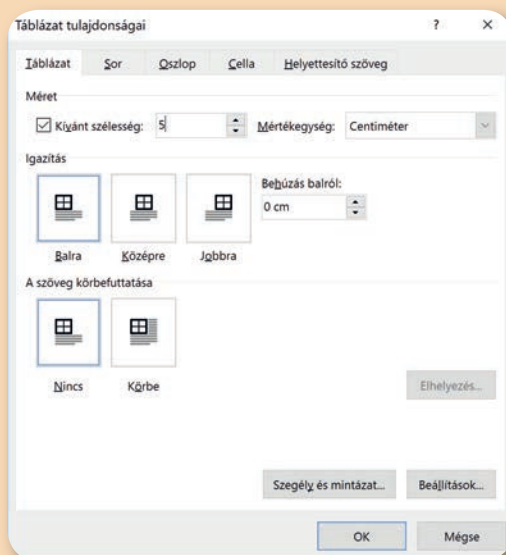 Táblázat tulajdonságai ? ×
Táblázat Sor Oszlop Cella Helyettesítő szöveg
Méret
Kívánt szélesség: 5 Mértékegység: Centiméter
Igazítás
Behúzás balról:
0 cm
Balra Középre Jobbra
A szöveg körbefuttatása
Nincs Körbe
Elhelyezés...
Szegély és mintázat... Beállítások...
OK Mégse